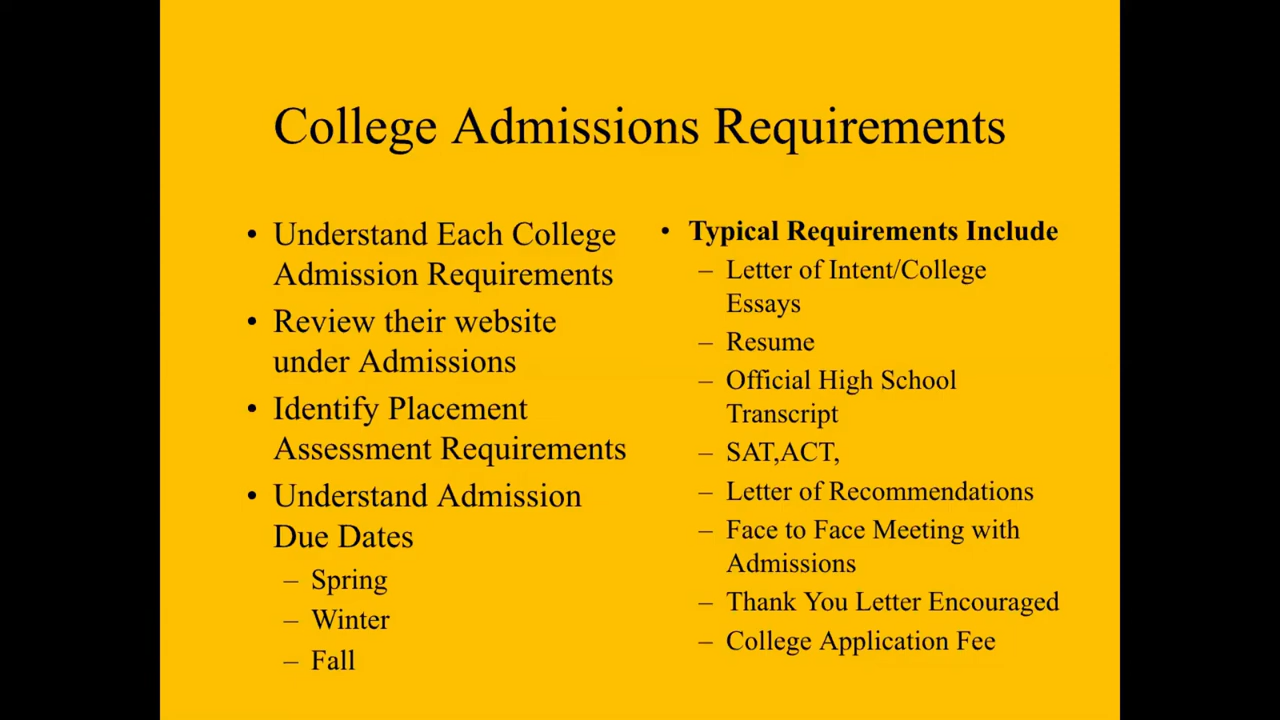 College Admissions Requirements
• Understand Each College
Admission Requirements
• Review their website
under Admissions
• Identify Placement
Assessment Requirements
• Understand Admission
Due Dates
– Spring
– Winter
– Fall
• Typical Requirements Include
– Letter of Intent/College
Essays
– Resume
– Official High School
Transcript
– SAT,ACT,
– Letter of Recommendations
– Face to Face Meeting with
Admissions
– Thank You Letter Encouraged
– College Application Fee